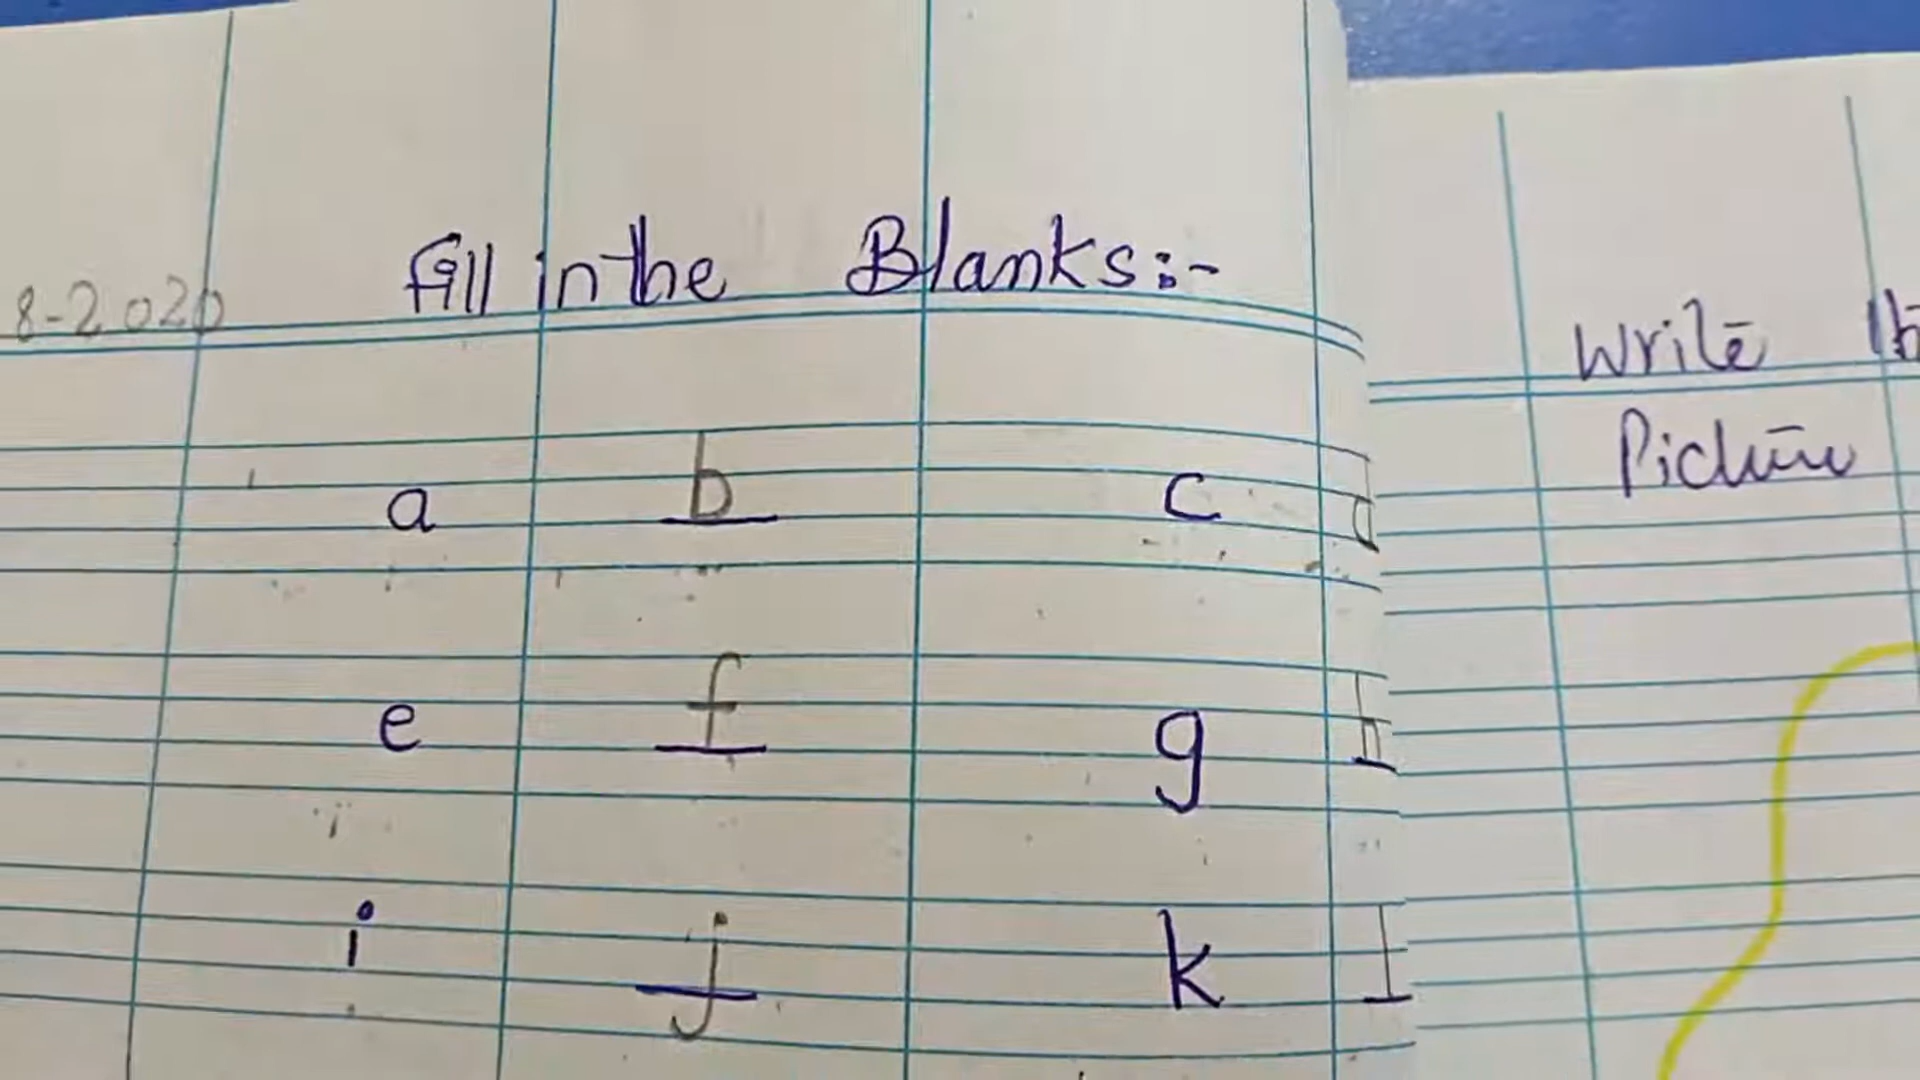 8-2020
Fill in the Blanks:-
a b c d
e f g h
i j k l
Write
Picture